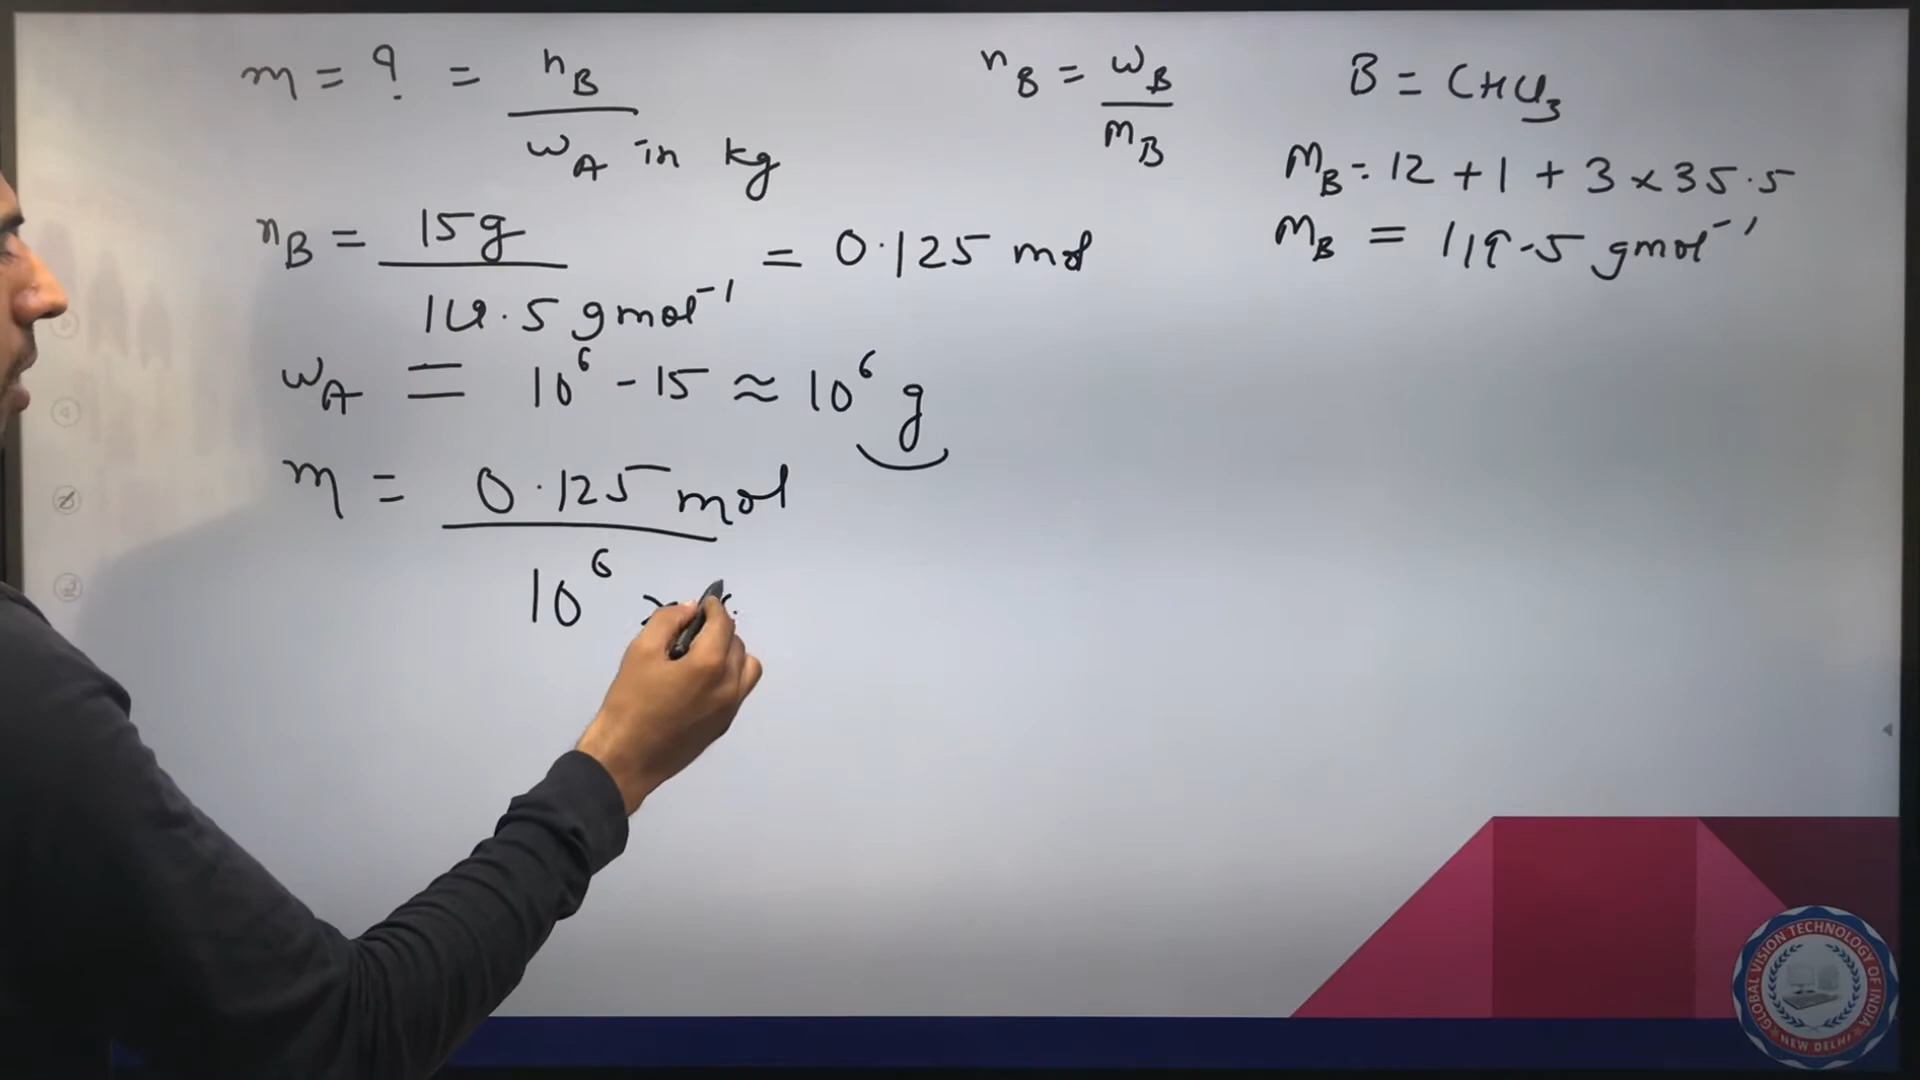 m = ? = n_B / w_A in kg
n_B = w_B / m_B
B = CHCl₃
M_B = 12 + 1 + 3 × 35.5
M_B = 119.5 gmol⁻¹
n_B = 15g / 119.5 gmol⁻¹ = 0.125 mol
w_A = 10⁶ - 15 ≈ 10⁶ g
m = 0.125 mol / 10⁶ ×
GLOBAL VISION TECHNOLOGY OF INDIA
NEW DELHI